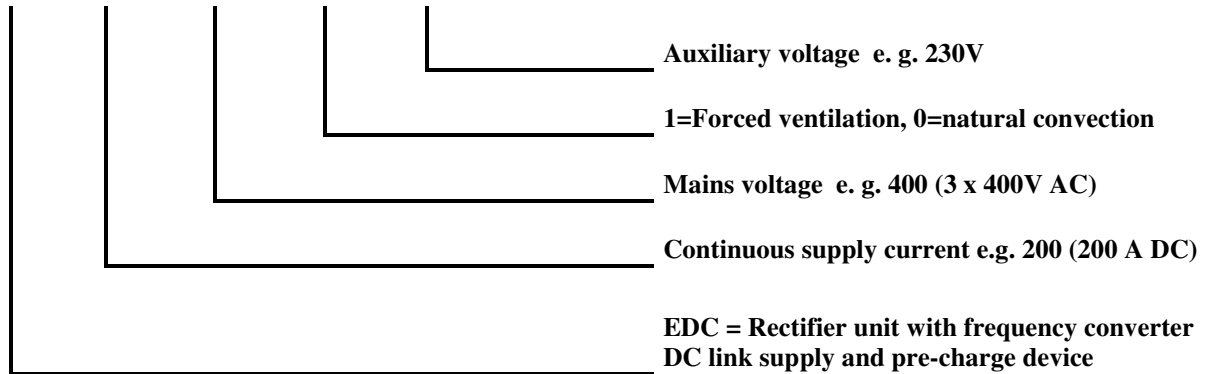 Auxiliary voltage e. g. 230V
1=Forced ventilation, 0=natural convection
Mains voltage e. g. 400 (3 x 400V AC)
Continuous supply current e.g. 200 (200 A DC)
EDC = Rectifier unit with frequency converter
DC link supply and pre-charge device